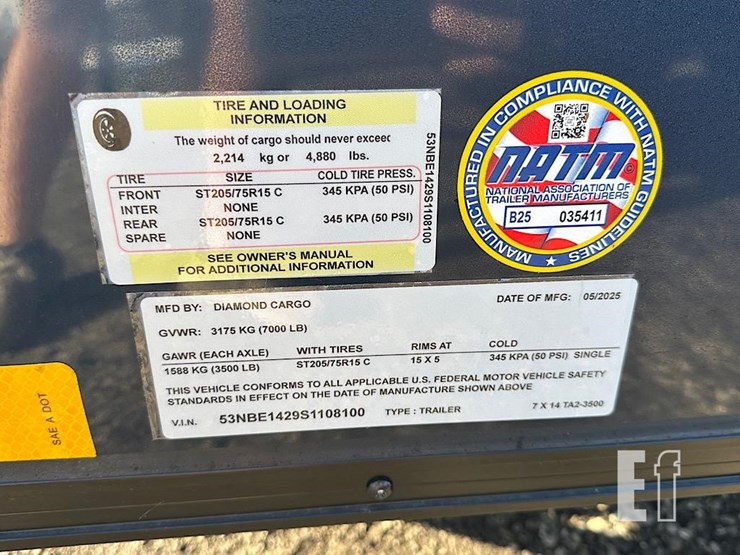 TIRE AND LOADING
INFORMATION
The weight of cargo should never exceec
2,214 kg or 4,880 lbs.
TIRE SIZE COLD TIRE PRESS.
FRONT ST205/75R15 C 345 KPA (50 PSI)
INTER NONE
REAR ST205/75R15 C 345 KPA (50 PSI)
SPARE NONE
SEE OWNER'S MANUAL
FOR ADDITIONAL INFORMATION
53NBE1429S1108100
MANUFACTURED IN COMPLIANCE WITH NATM GUIDELINES
NATM
NATIONAL ASSOCIATION OF
TRAILER MANUFACTURERS
B25 035411
MFD BY: DIAMOND CARGO DATE OF MFG: 05/2025
GVWR: 3175 KG (7000 LB)
GAWR (EACH AXLE) WITH TIRES RIMS AT COLD
1588 KG (3500 LB) ST205/75R15 C 15 X 5 345 KPA (50 PSI) SINGLE
THIS VEHICLE CONFORMS TO ALL APPLICABLE U.S. FEDERAL MOTOR VEHICLE SAFETY
STANDARDS IN EFFECT ON THE DATE OF MANUFACTURE SHOWN ABOVE
V.I.N. 53NBE1429S1108100 TYPE : TRAILER 7 X 14 TA2-3500
SAE A DOT
Ef